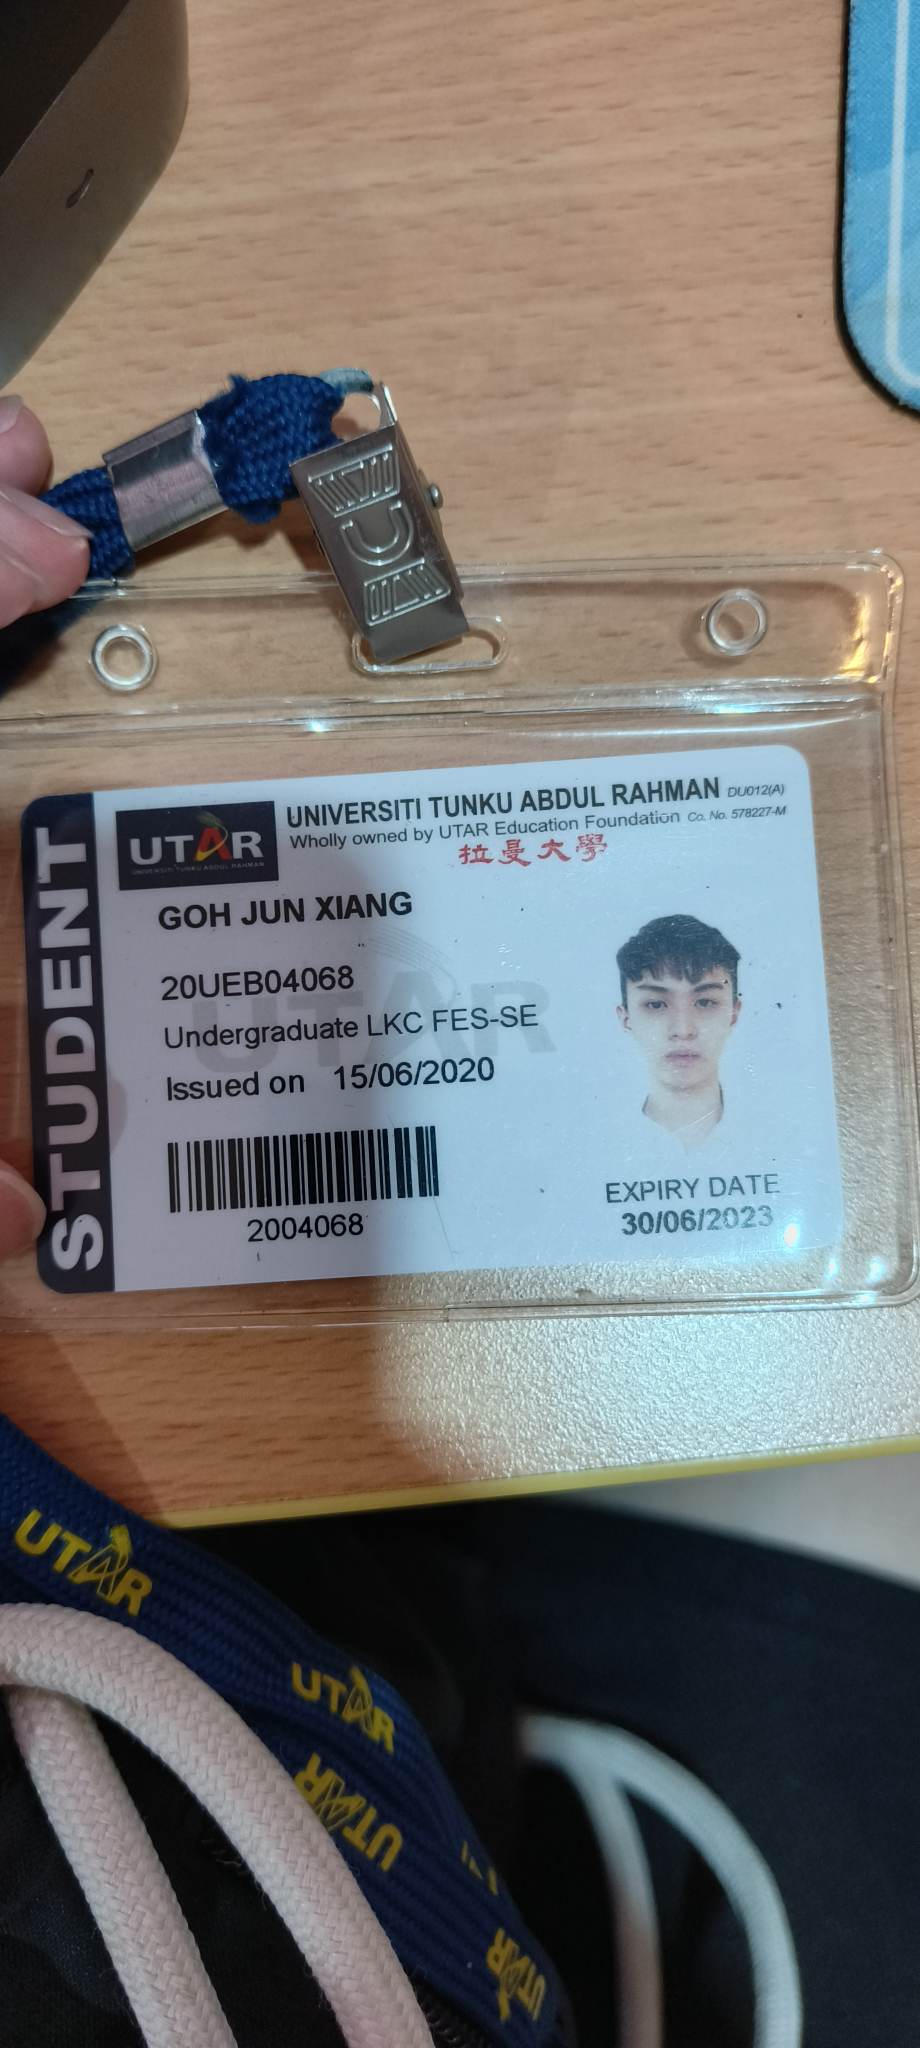 STUDENT
UTAR
UNIVERSITI TUNKU ABDUL RAHMAN
UNIVERSITI TUNKU ABDUL RAHMAN DU012(A)
Wholly owned by UTAR Education Foundation Co. No. 578227-M
拉曼大學
GOH JUN XIANG
20UEB04068
UTAR
Undergraduate LKC FES-SE
Issued on 15/06/2020
2004068
EXPIRY DATE
30/06/2023
UTAR
UTAR
UTAR
UTAR